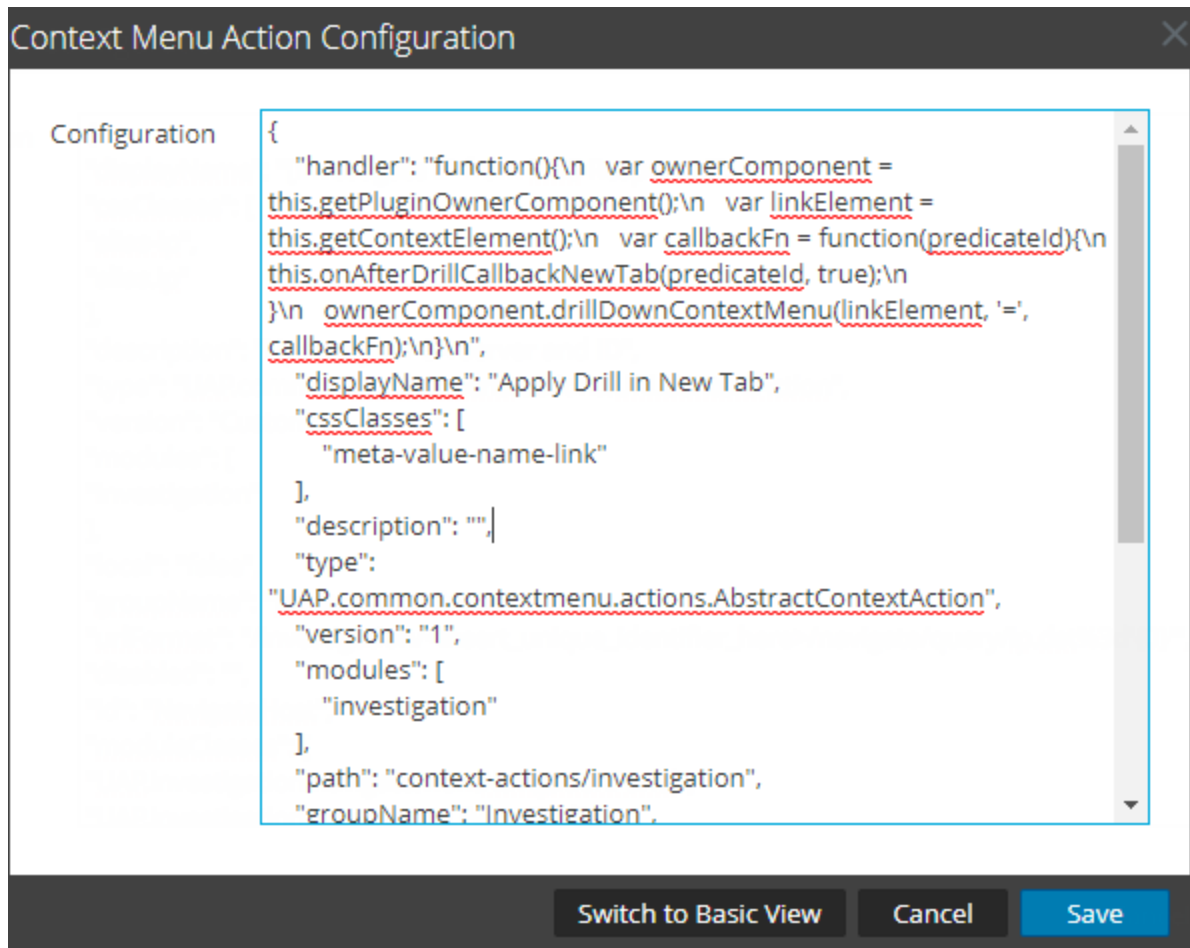 Context Menu Action Configuration
Configuration
{
"handler": "function(){\n   var ownerComponent =
this.getPluginOwnerComponent();\n   var linkElement =
this.getContextElement();\n   var callbackFn = function(predicateId){\n
this.onAfterDrillCallbackNewTab(predicateId, true);\n
}\n   ownerComponent.drillDownContextMenu(linkElement, '=',
callbackFn);\n}\n",
"displayName": "Apply Drill in New Tab",
"cssClasses": [
"meta-value-name-link"
],
"description": "",
"type":
"UAP.common.contextmenu.actions.AbstractContextAction",
"version": "1",
"modules": [
"investigation"
],
"path": "context-actions/investigation",
"groupName": "Investigation",
Switch to Basic View
Cancel
Save